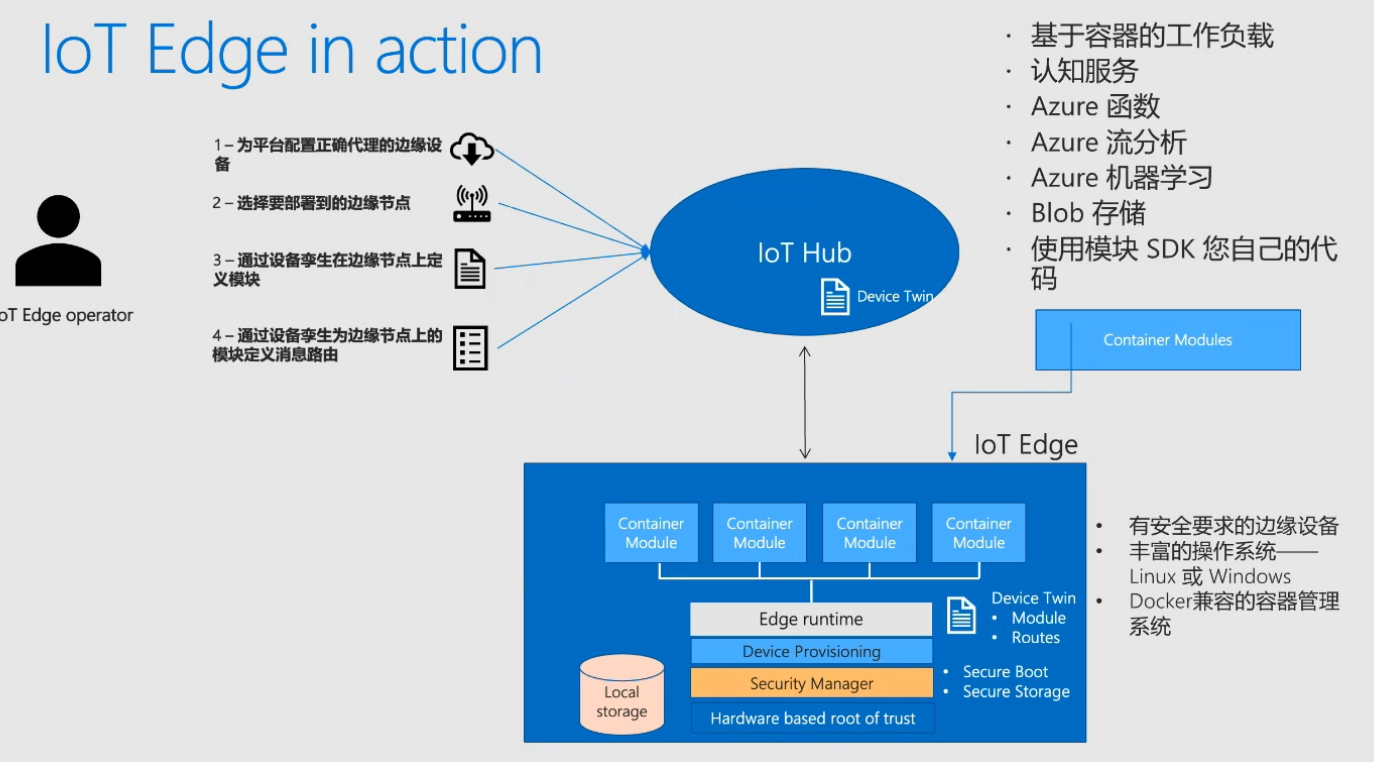 IoT Edge in action
1 – 为平台配置正确代理的边缘设
备
2 – 选择要部署到的边缘节点
3 – 通过设备孪生在边缘节点上定
义模块
4 – 通过设备孪生为边缘节点上的
模块定义消息路由
oT Edge operator
IoT Hub
Device Twin
· 基于容器的工作负载
· 认知服务
· Azure 函数
· Azure 流分析
· Azure 机器学习
· Blob 存储
· 使用模块 SDK 您自己的代
码
Container Modules
IoT Edge
Container
Module
Container
Module
Container
Module
Container
Module
Edge runtime
Device Provisioning
Security Manager
Hardware based root of trust
Local
storage
Device Twin
• Module
• Routes
• Secure Boot
• Secure Storage
• 有安全要求的边缘设备
• 丰富的操作系统——
Linux 或 Windows
• Docker兼容的容器管理
系统